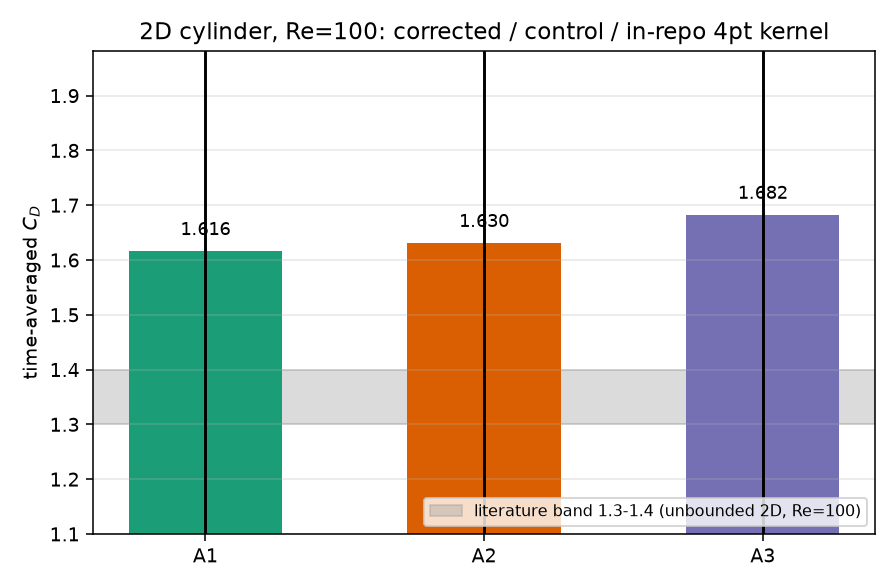 2D cylinder, Re=100: corrected / control / in-repo 4pt kernel
time-averaged C_D
1.9
1.8
1.7
1.6
1.5
1.4
1.3
1.2
1.1
1.616
1.630
1.682
literature band 1.3-1.4 (unbounded 2D, Re=100)
A1
A2
A3